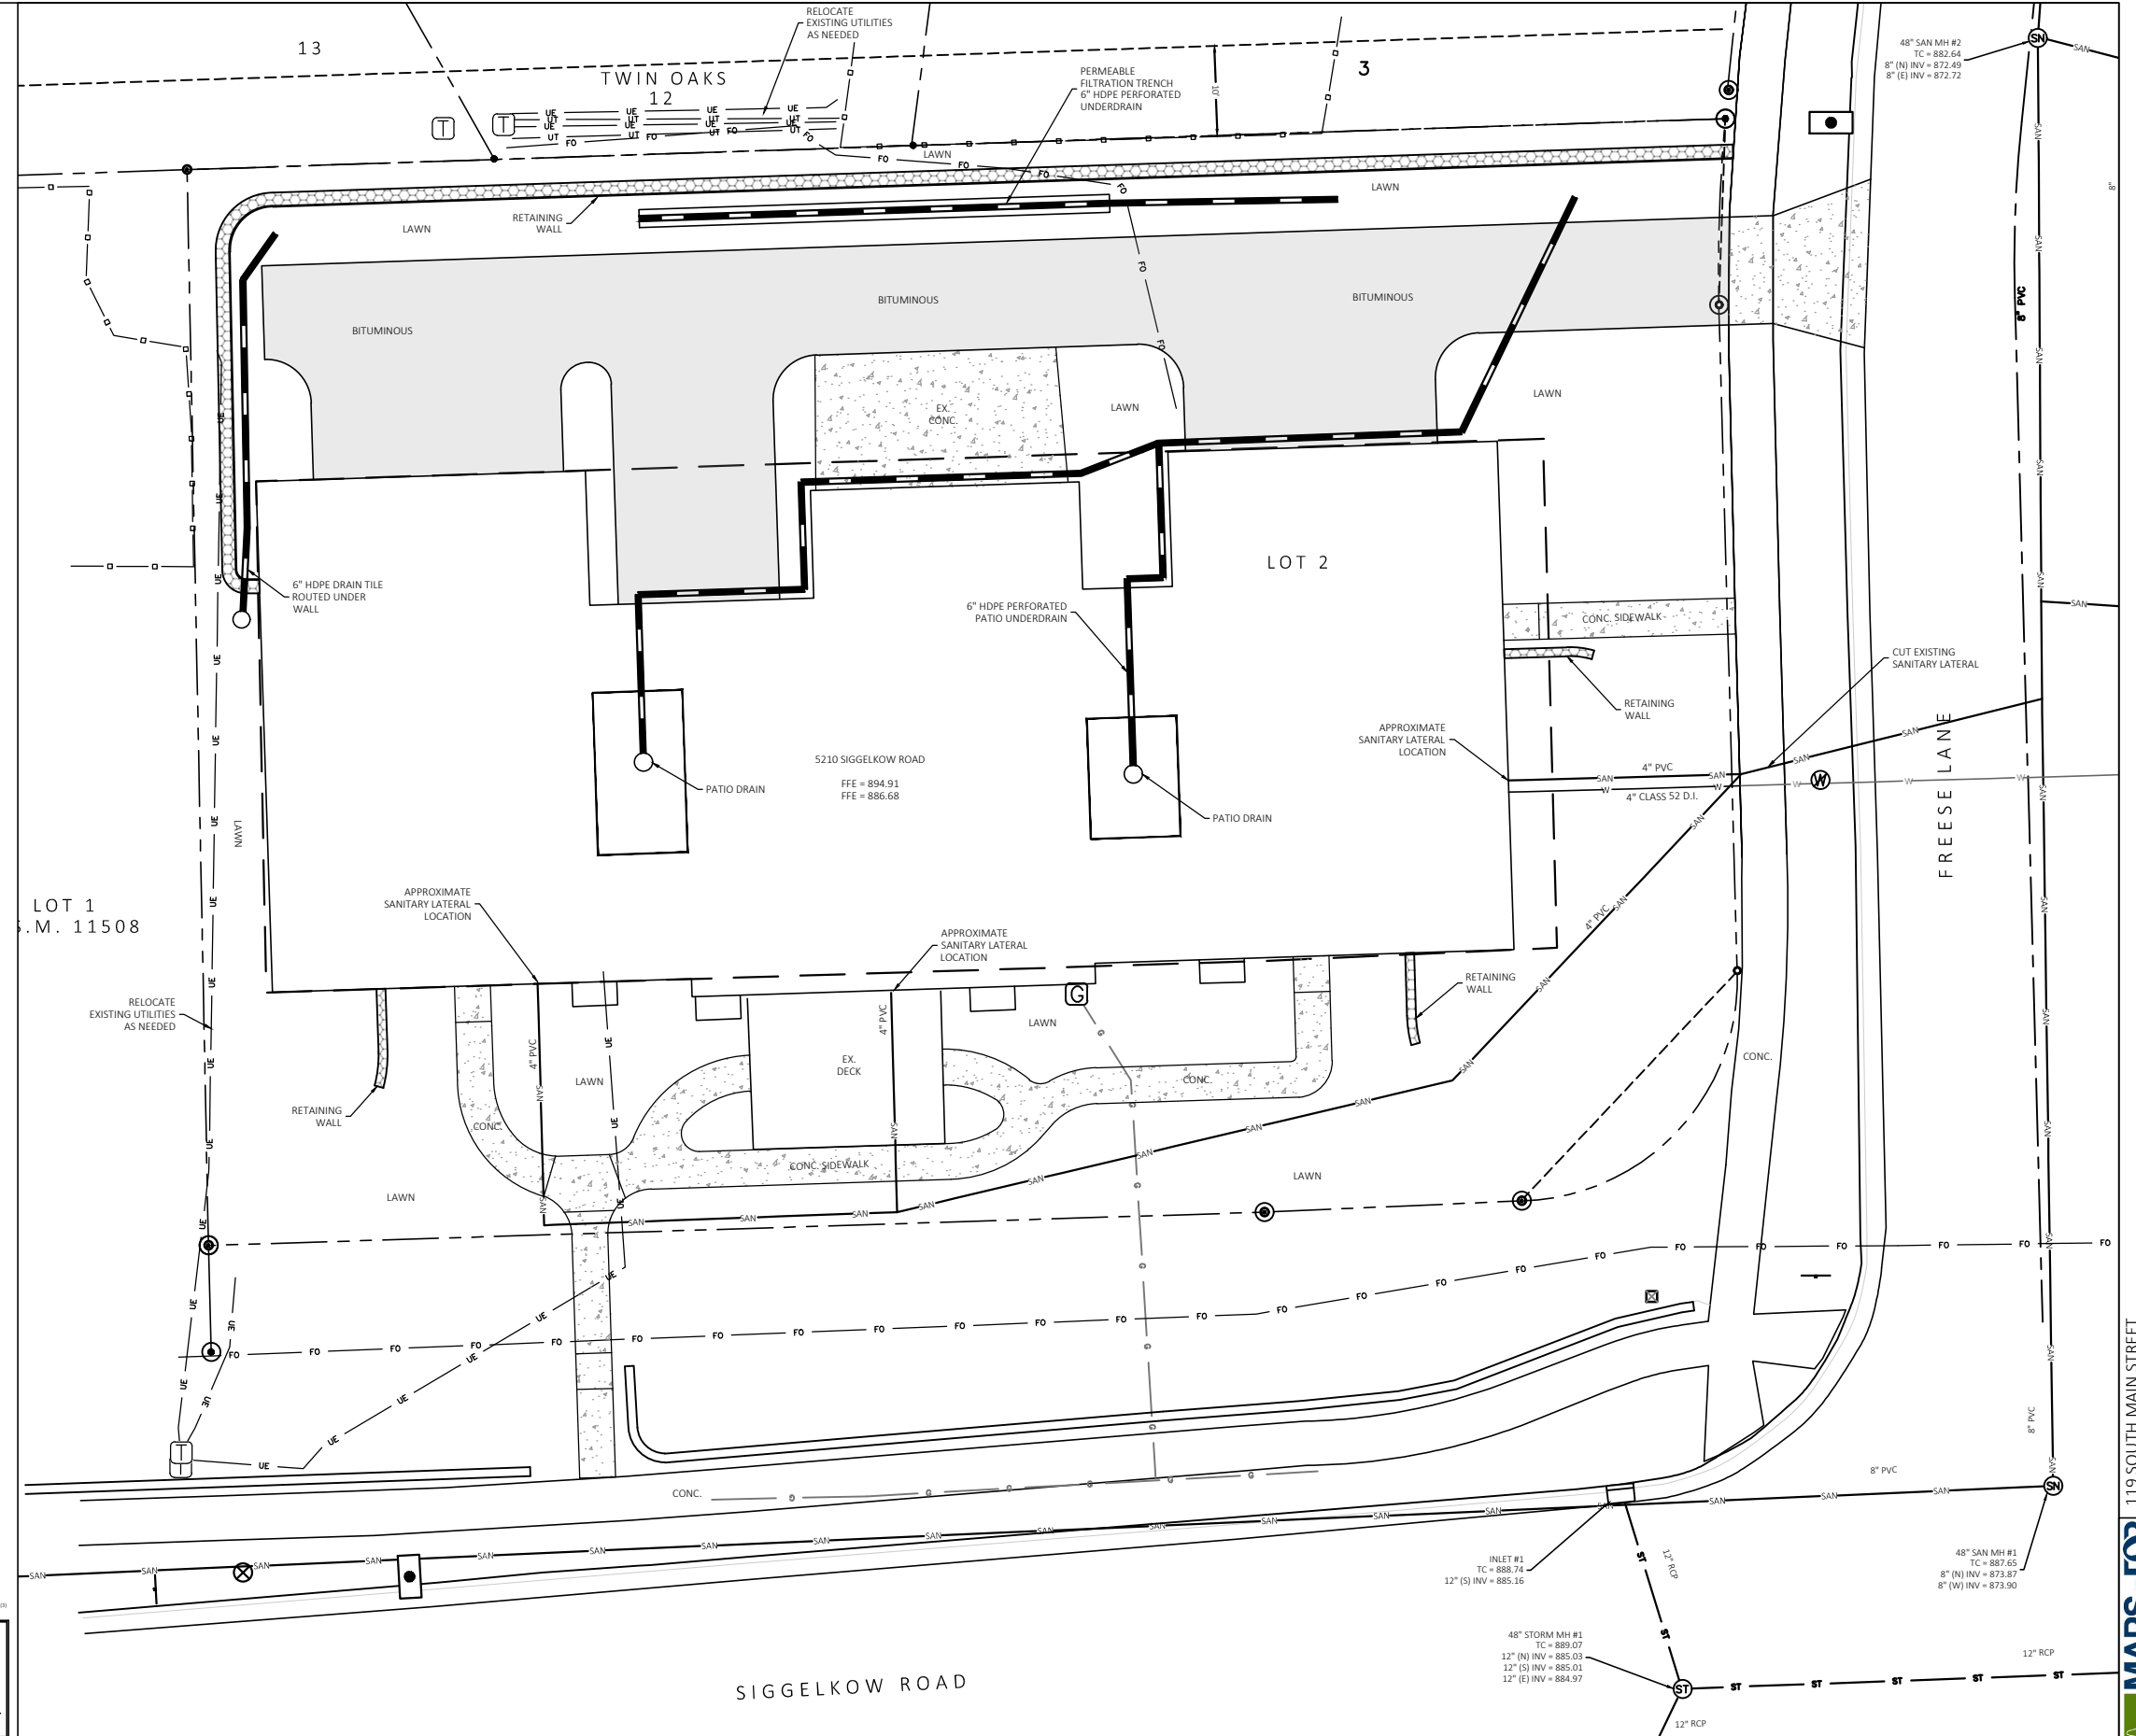 RELOCATE
EXISTING UTILITIES
AS NEEDED
13
TWIN OAKS
12
3
PERMEABLE
FILTRATION TRENCH
6" HDPE PERFORATED
UNDERDRAIN
10'
48" SAN MH #2
TC = 882.64
8" (N) INV = 872.49
8" (E) INV = 872.72
LAWN
LAWN
RETAINING
WALL
LAWN
8" PVC
BITUMINOUS
BITUMINOUS
BITUMINOUS
EX.
CONC.
LAWN
LAWN
LOT 2
6" HDPE DRAIN TILE
ROUTED UNDER
WALL
6" HDPE PERFORATED
PATIO UNDERDRAIN
CONC. SIDEWALK
CUT EXISTING
SANITARY LATERAL
RETAINING
WALL
APPROXIMATE
SANITARY LATERAL
LOCATION
5210 SIGGELKOW ROAD
FFE = 894.91
FFE = 886.68
PATIO DRAIN
PATIO DRAIN
4" PVC
4" CLASS 52 D.I.
FREESE LANE
LAWN
LOT 1
.M. 11508
APPROXIMATE
SANITARY LATERAL
LOCATION
APPROXIMATE
SANITARY LATERAL
LOCATION
4" PVC
RETAINING
WALL
RELOCATE
EXISTING UTILITIES
AS NEEDED
4" PVC
4" PVC
G
LAWN
LAWN
EX.
DECK
CONC.
CONC.
RETAINING
WALL
CONC.
CONC. SIDEWALK
LAWN
LAWN
8" PVC
8" PVC
CONC.
INLET #1
TC = 888.74
12" (S) INV = 885.16
12" RCP
48" SAN MH #1
TC = 887.65
8" (N) INV = 873.87
8" (W) INV = 873.90
48" STORM MH #1
TC = 889.07
12" (N) INV = 885.03
12" (S) INV = 885.01
12" (E) INV = 884.97
12" RCP
12" RCP
SIGGELKOW ROAD
119 SOUTH MAIN STREET